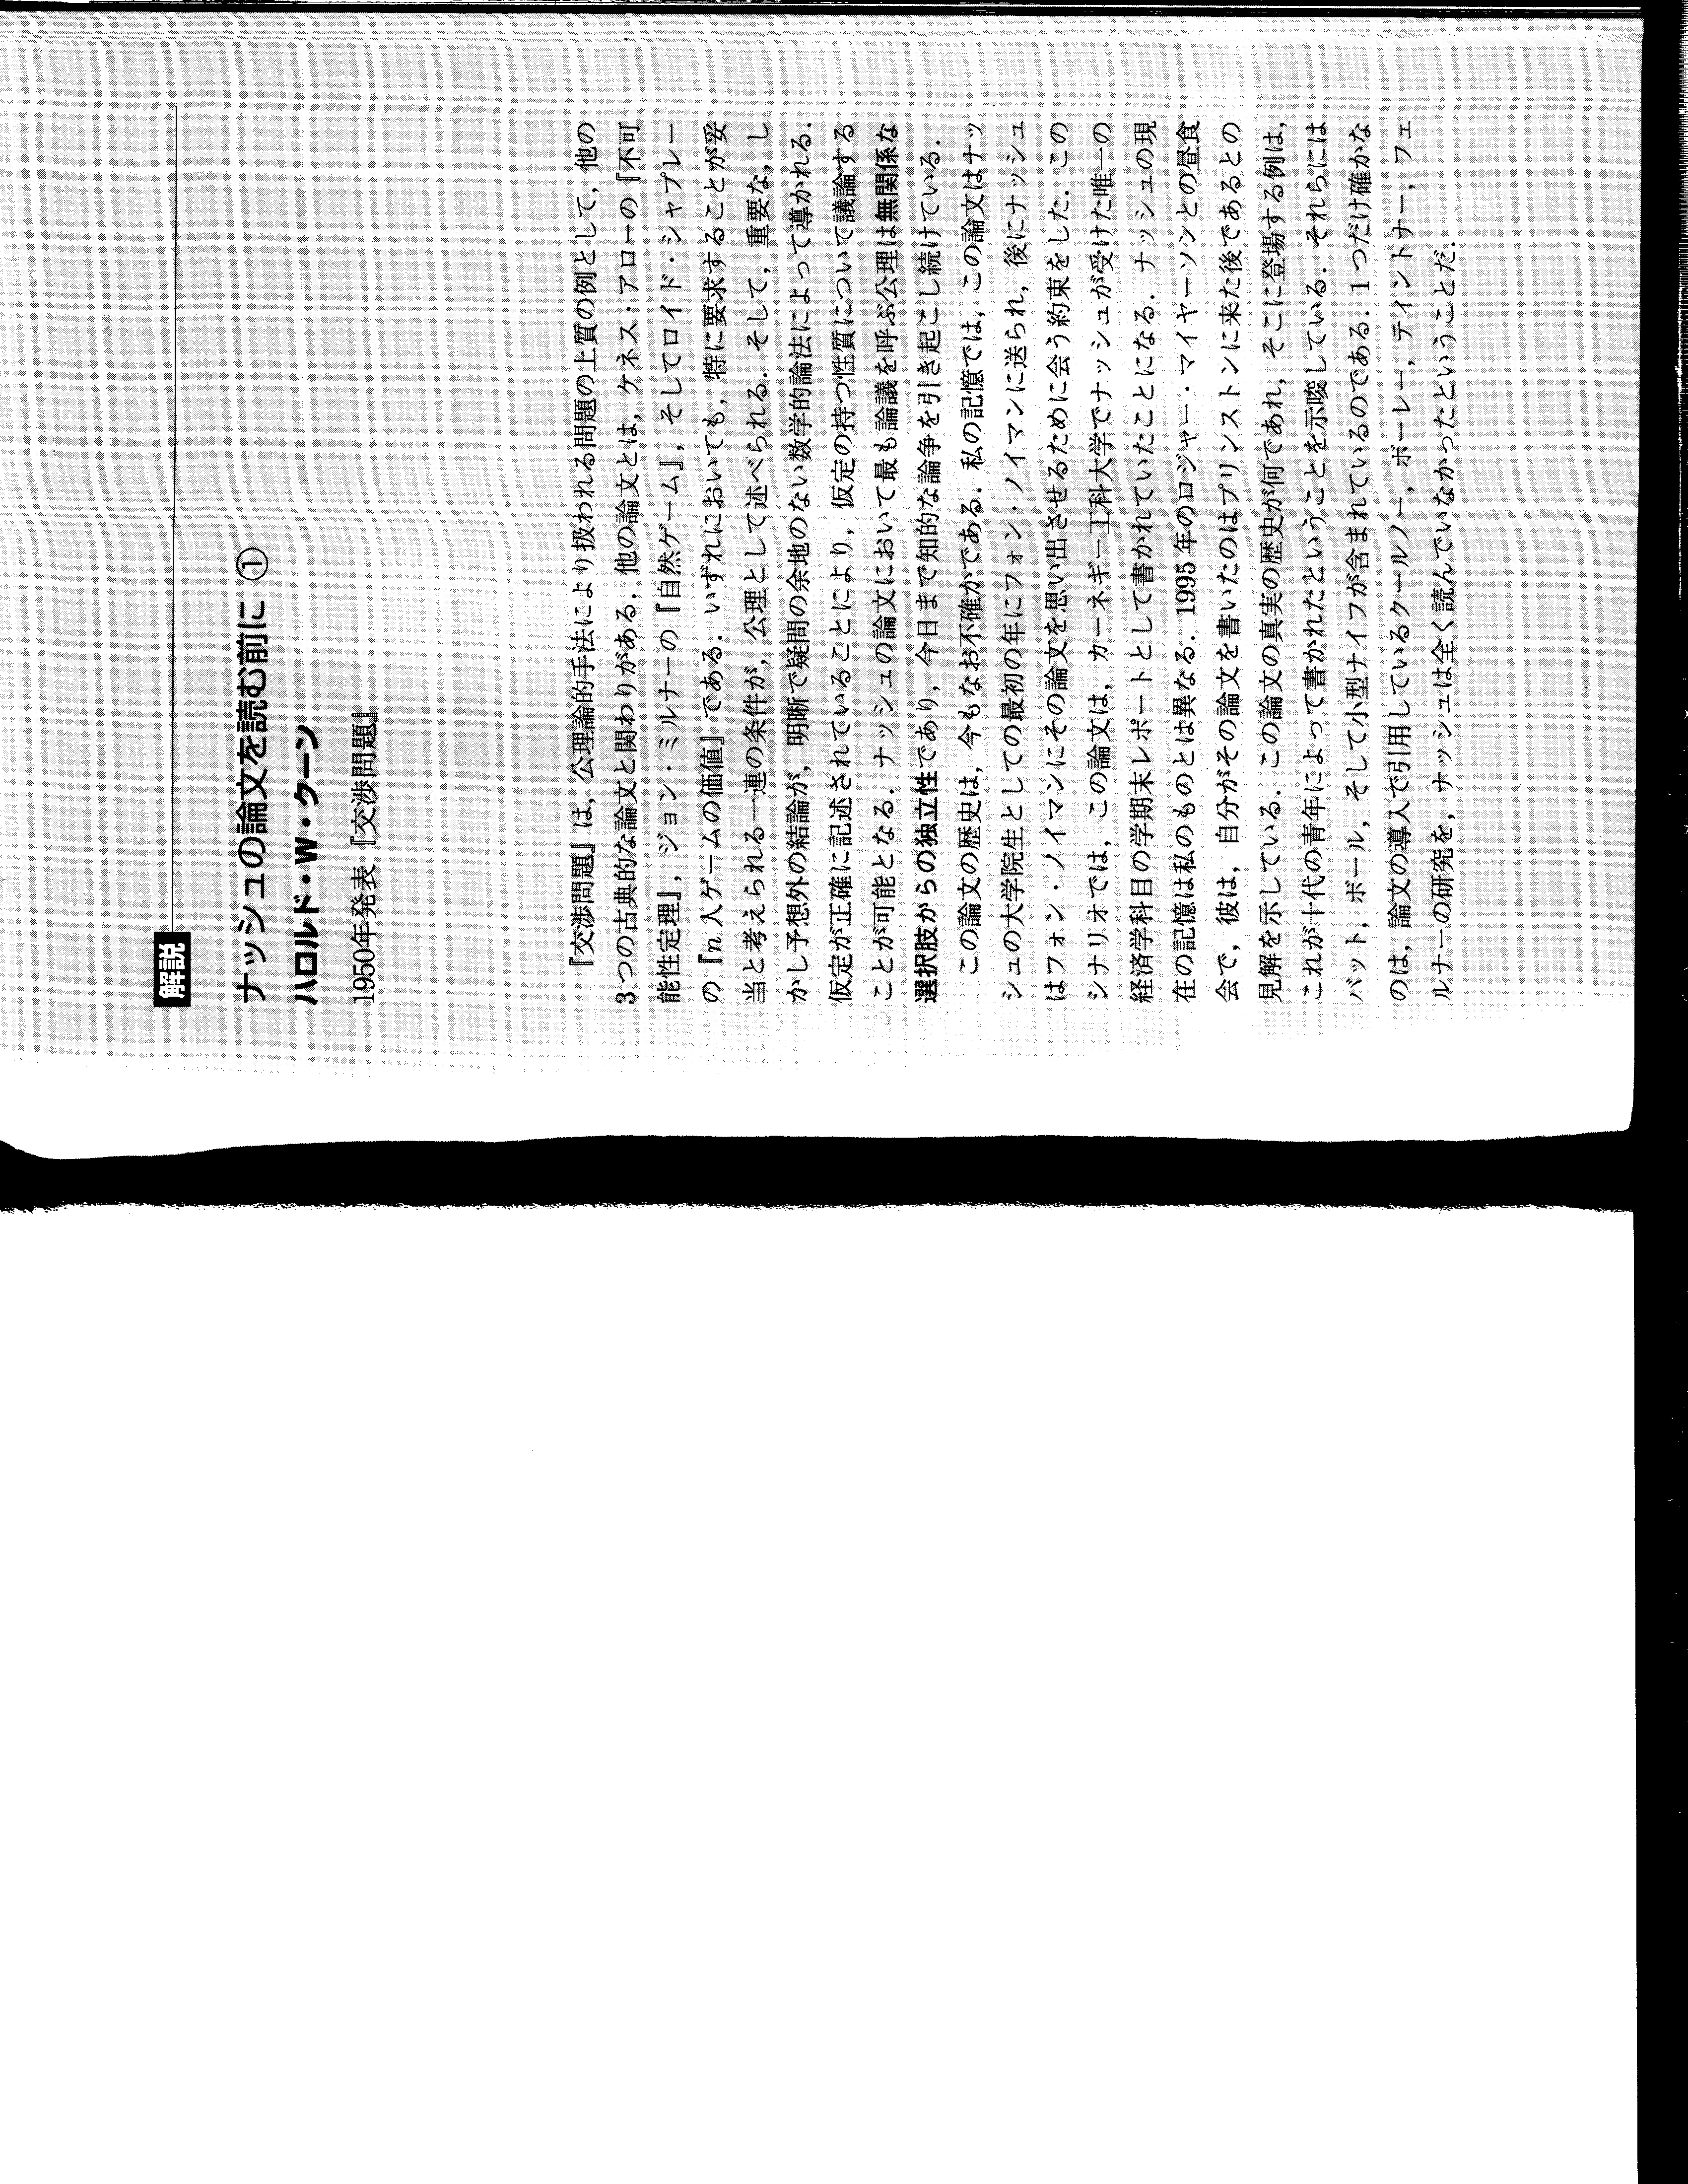 解説
ナッシュの論文を読む前に ①
ハロルド・W・クーン
1950年発表『交渉問題』
『交渉問題』は，公理論的手法により扱われる問題の上質の例として，他の
3つの古典的な論文と関わりがある．他の論文とは，ケネス・アローの『不可
能性定理』，ジョン・ミルナーの『自然ゲーム』，そしてロイド・シャプレー
の『n人ゲームの価値』である．いずれにおいても，特に要求することが妥
当と考えられる一連の条件が，公理として述べられる．そして，重要な，し
かし予想外の結論が，明晰で疑問の余地のない数学的論法によって導かれる．
仮定が正確に記述されていることにより，仮定の持つ性質について議論する
ことが可能となる．ナッシュの論文において最も論議を呼ぶ公理は無関係な
選択肢からの独立性であり，今日まで知的な論争を引き起こし続けている．
この論文の歴史は，今もなお不確かである．私の記憶では，この論文はナッ
シュの大学院生としての最初の年にフォン・ノイマンに送られ，後にナッシュ
はフォン・ノイマンにその論文を思い出させるために会う約束をした．この
シナリオでは，この論文は，カーネギー工科大学でナッシュが受けた唯一の
経済学科目の学期末レポートとして書かれていたことになる．ナッシュの現
在の記憶は私のものとは異なる．1995年のロジャー・マイヤーソンとの昼食
会で，彼は，自分がその論文を書いたのはプリンストンに来た後であるとの
見解を示している．この論文の真実の歴史が何であれ，そこに登場する例は，
これが十代の青年によって書かれたということを示唆している．それらには
バット，ボール，そして小型ナイフが含まれているのである．1つだけ確かな
のは，論文の導入で引用しているクールノー，ボーレー，ティントナー，フェ
ルナーの研究を，ナッシュは全く読んでいなかったということだ．